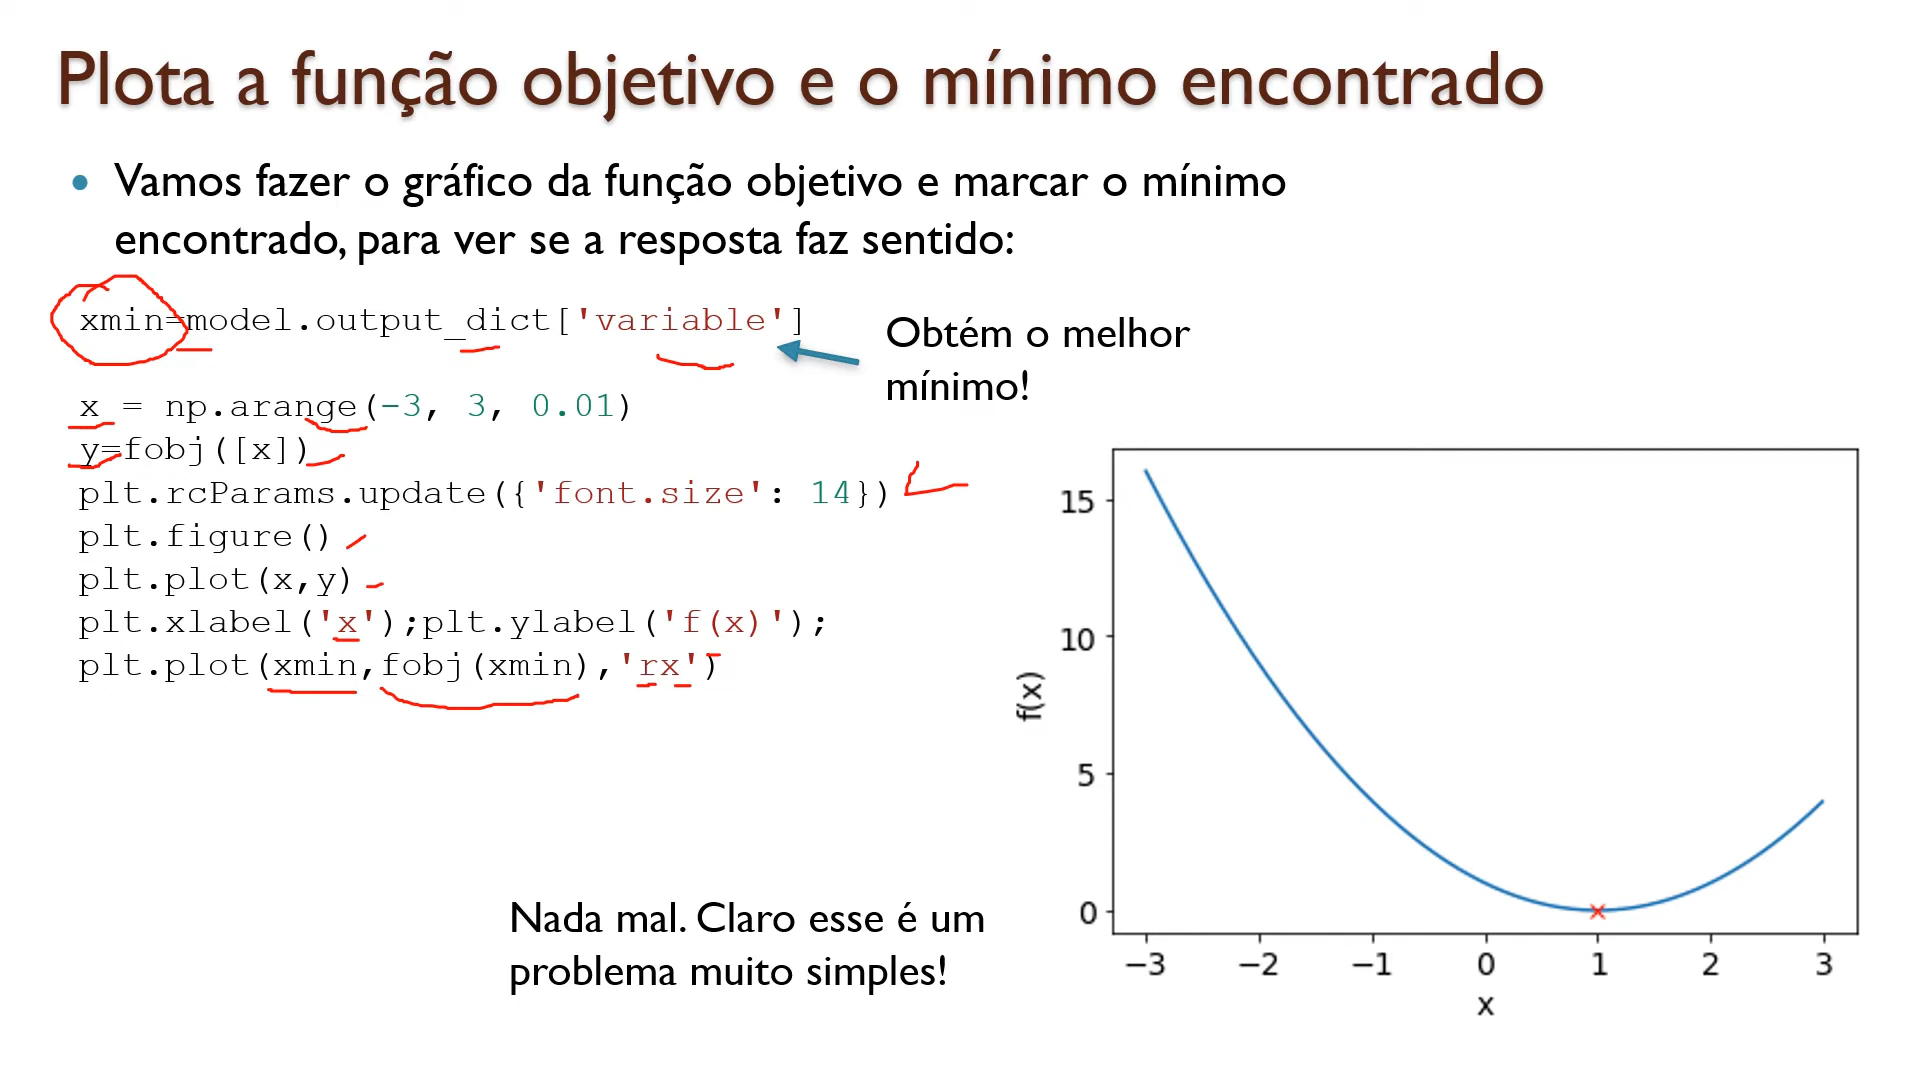 Plota a função objetivo e o mínimo encontrado
• Vamos fazer o gráfico da função objetivo e marcar o mínimo
encontrado, para ver se a resposta faz sentido:
xmin=model.output_dict['variable']
Obtém o melhor
mínimo!
x = np.arange(-3, 3, 0.01)
y=fobj([x])
plt.rcParams.update({'font.size': 14})
plt.figure()
plt.plot(x,y)
plt.xlabel('x');plt.ylabel('f(x)');
plt.plot(xmin,fobj(xmin),'rx')
15
10
5
0
f(x)
−3 −2 −1 0 1 2 3
x
Nada mal. Claro esse é um
problema muito simples!